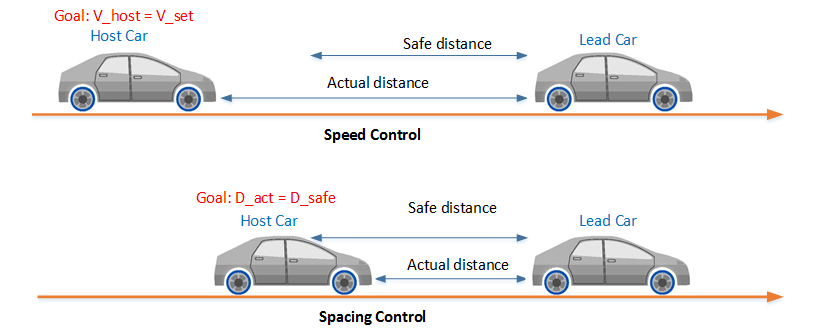 Goal: V_host = V_set
Host Car
Safe distance
Lead Car
Actual distance
Speed Control
Goal: D_act = D_safe
Host Car
Safe distance
Lead Car
Actual distance
Spacing Control